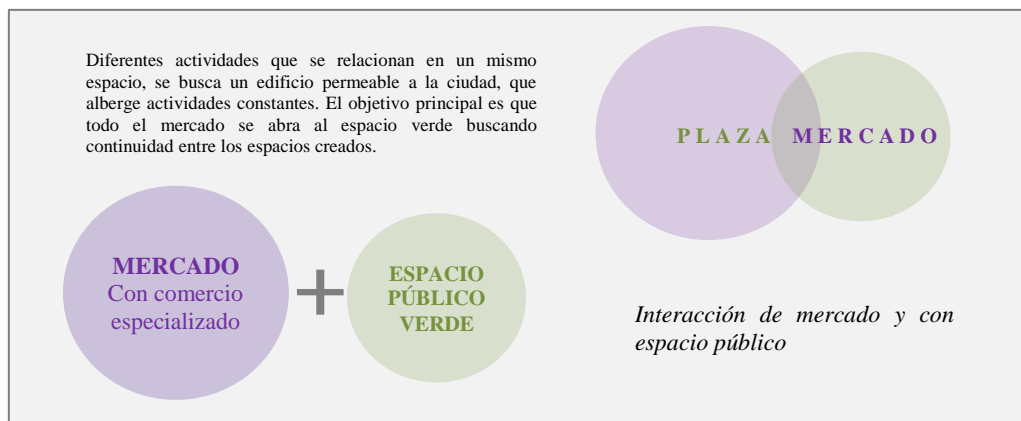 Diferentes actividades que se relacionan en un mismo
espacio, se busca un edificio permeable a la ciudad, que
alberge actividades constantes. El objetivo principal es que
todo el mercado se abra al espacio verde buscando
continuidad entre los espacios creados.
PLAZA MERCADO
MERCADO
Con comercio
especializado
+
ESPACIO
PÚBLICO
VERDE
Interacción de mercado y con
espacio público